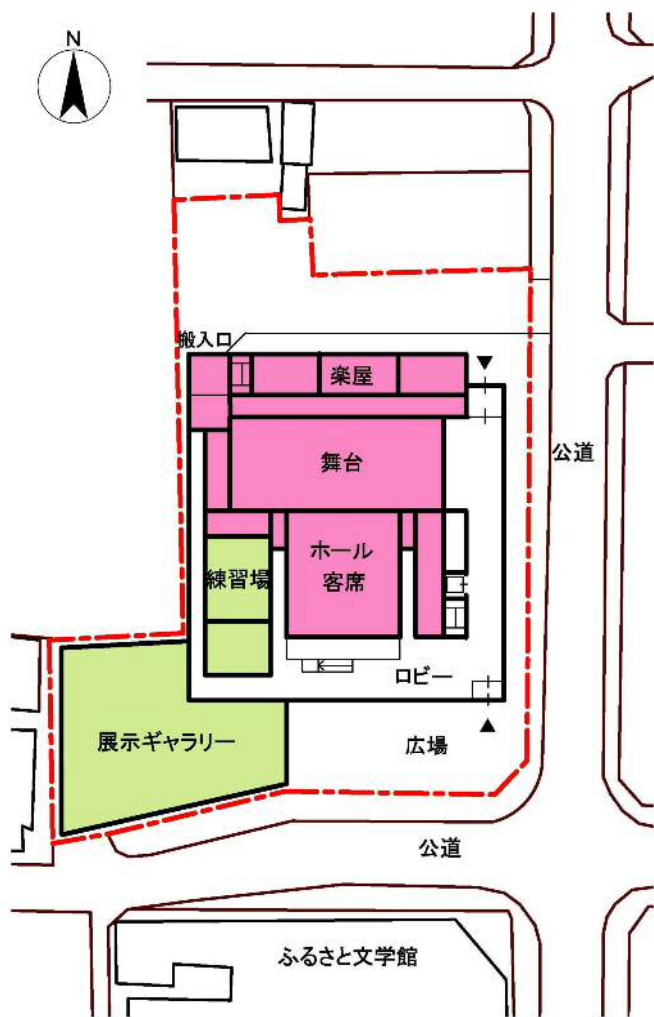 N
搬入口
楽屋
舞台
公道
ホール
客席
練習場
ロビー
展示ギャラリー
広場
公道
ふるさと文学館